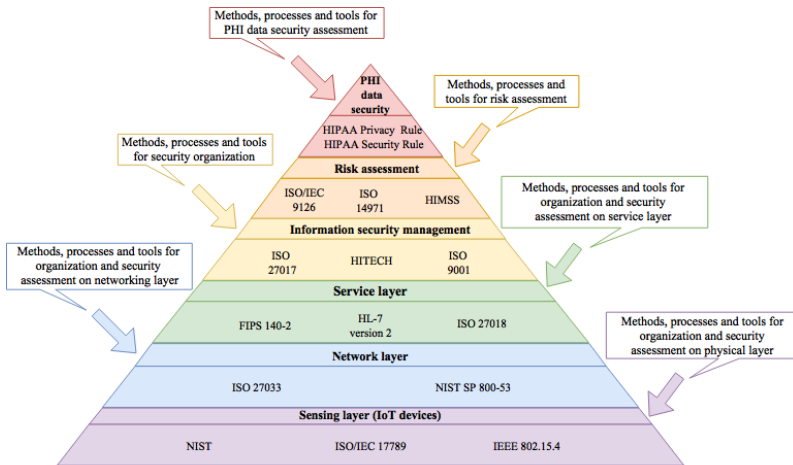 Methods, processes and tools for
PHI data security assessment
PHI
data
security
Methods, processes and
tools for risk assessment
HIPAA Privacy Rule
HIPAA Security Rule
Methods, processes and tools
for security organization
Risk assessment
ISO/IEC
9126
ISO
14971
HIMSS
Methods, processes and tools for
organization and security
assessment on service layer
Information security management
ISO
27017
HITECH
ISO
9001
Methods, processes and tools for
organization and security
assessment on networking layer
Service layer
FIPS 140-2
HL-7
version 2
ISO 27018
Methods, processes and tools for
organization and security
assessment on physical layer
Network layer
ISO 27033
NIST SP 800-53
Sensing layer (IoT devices)
NIST
ISO/IEC 17789
IEEE 802.15.4